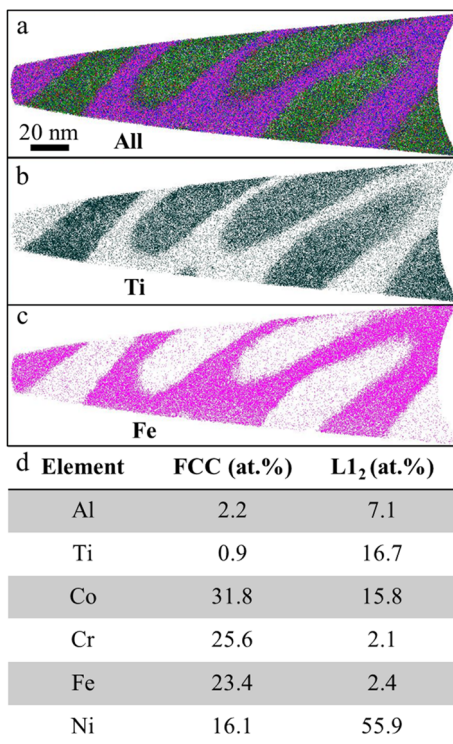 a
20 nm
All
b
Ti
c
Fe
d Element FCC (at.%) L1₂ (at.%)
Al 2.2 7.1
Ti 0.9 16.7
Co 31.8 15.8
Cr 25.6 2.1
Fe 23.4 2.4
Ni 16.1 55.9